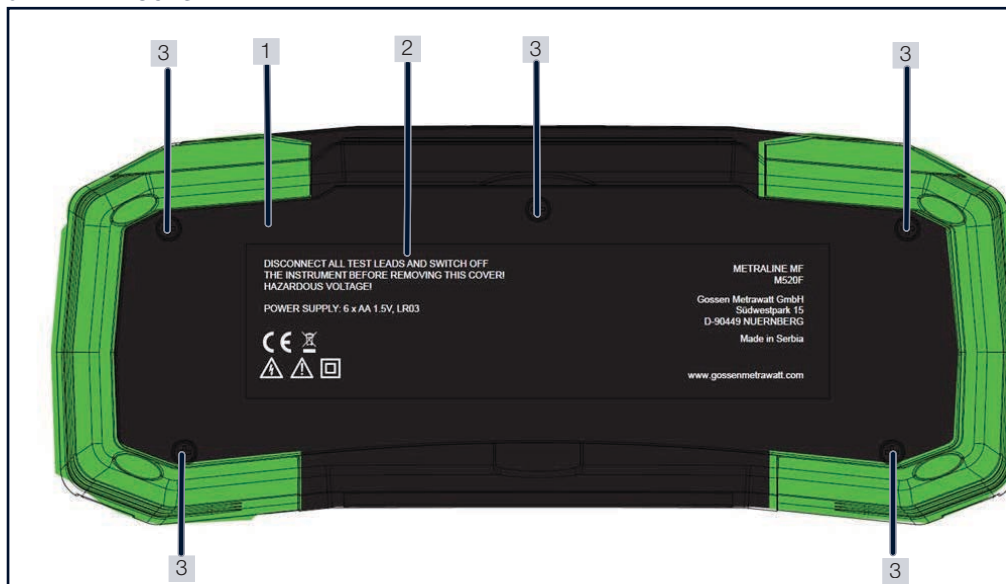 3
1
2
3
3
DISCONNECT ALL TEST LEADS AND SWITCH OFF
THE INSTRUMENT BEFORE REMOVING THIS COVER!
HAZARDOUS VOLTAGE!
POWER SUPPLY: 6 x AA 1.5V, LR03
CE
METRALINE MF
M520F
Gossen Metrawatt GmbH
Südwestpark 15
D-90449 NUERNBERG
Made in Serbia
www.gossenmetrawatt.com
3
3